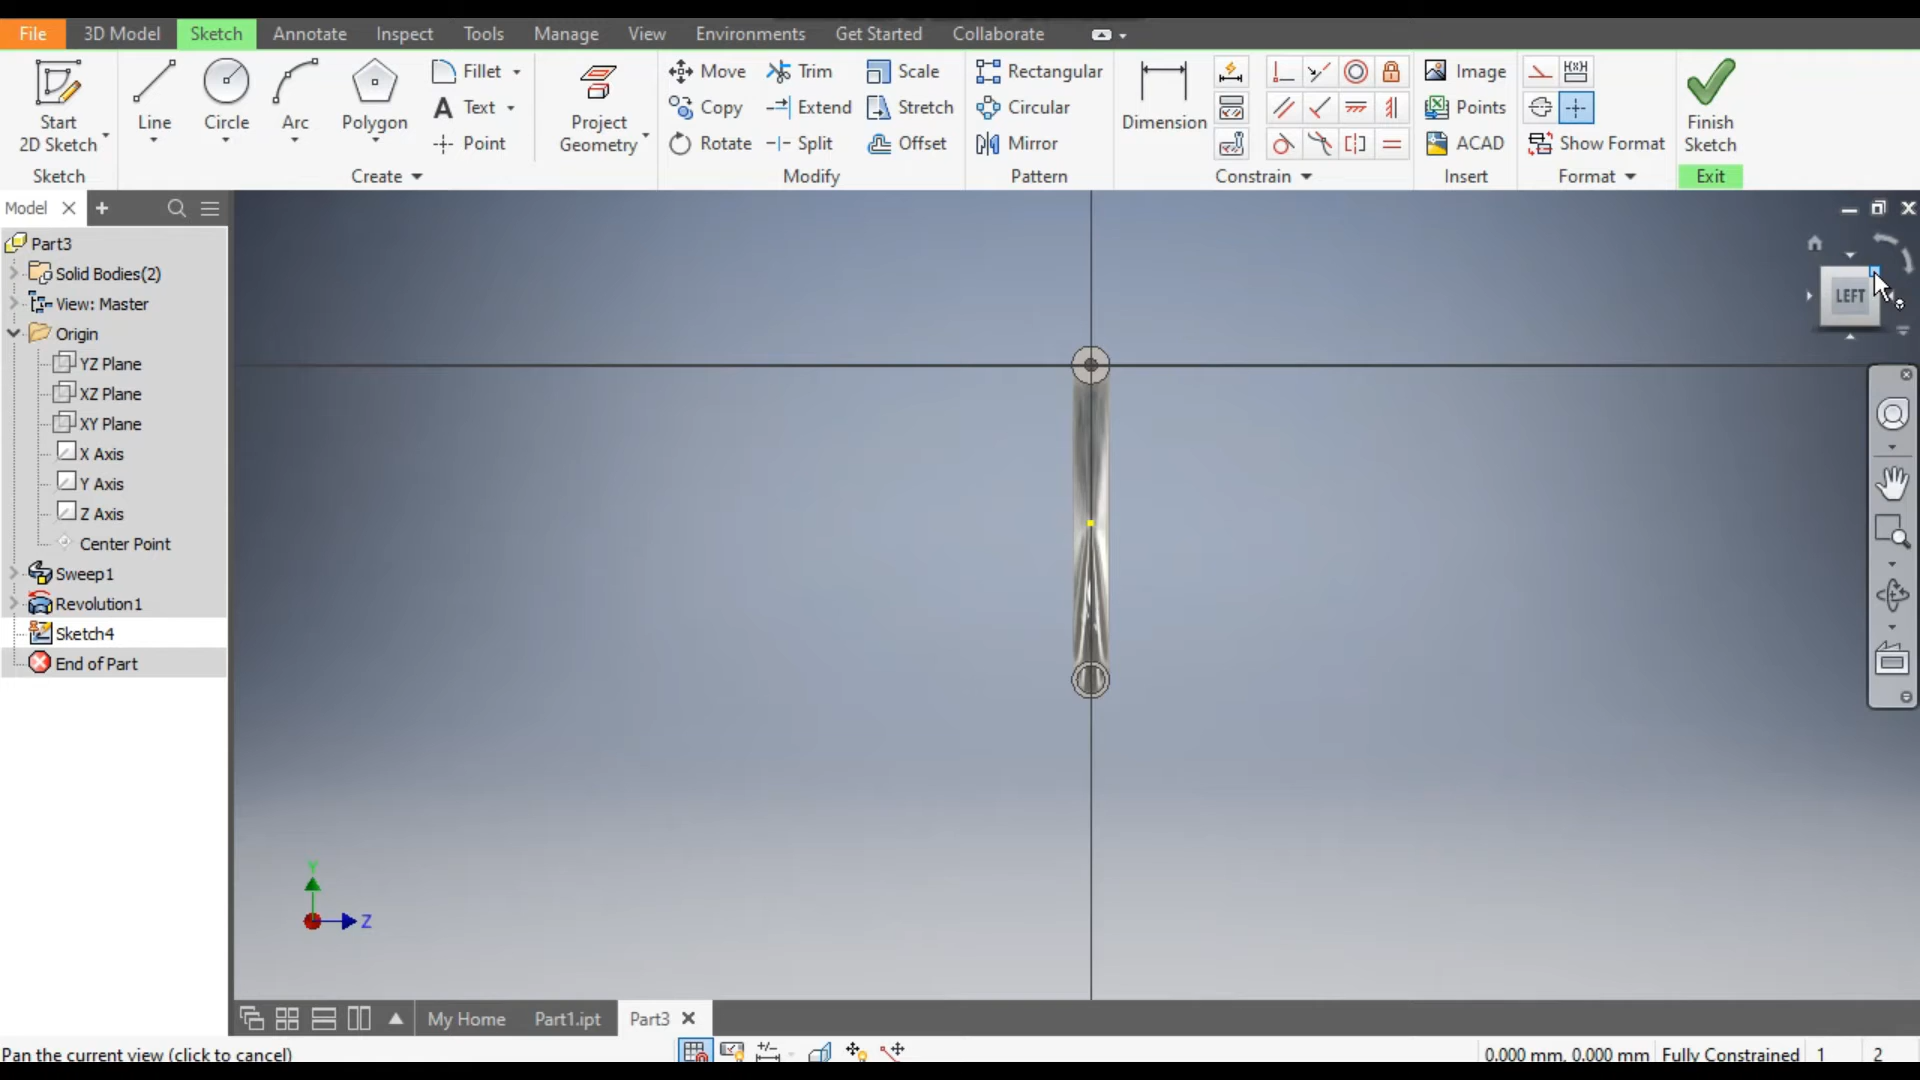 File 3D Model Sketch Annotate Inspect Tools Manage View Environments Get Started Collaborate
Start
2D Sketch
Line
Circle
Arc
Polygon
Fillet
Text
Point
Project
Geometry
Move
Copy
Rotate
Trim
Extend
Split
Scale
Stretch
Offset
Rectangular
Circular
Mirror
Dimension
Image
Points
ACAD
Show Format
Finish
Sketch
Sketch Create Modify Pattern Constrain Insert Format Exit
Model
Part3
Solid Bodies(2)
View: Master
Origin
YZ Plane
XZ Plane
XY Plane
X Axis
Y Axis
Z Axis
Center Point
Sweep1
Revolution1
Sketch4
End of Part
LEFT
Y
Z
My Home Part1.ipt Part3
Pan the current view (click to cancel)
0.000 mm, 0.000 mm Fully Constrained 1 2